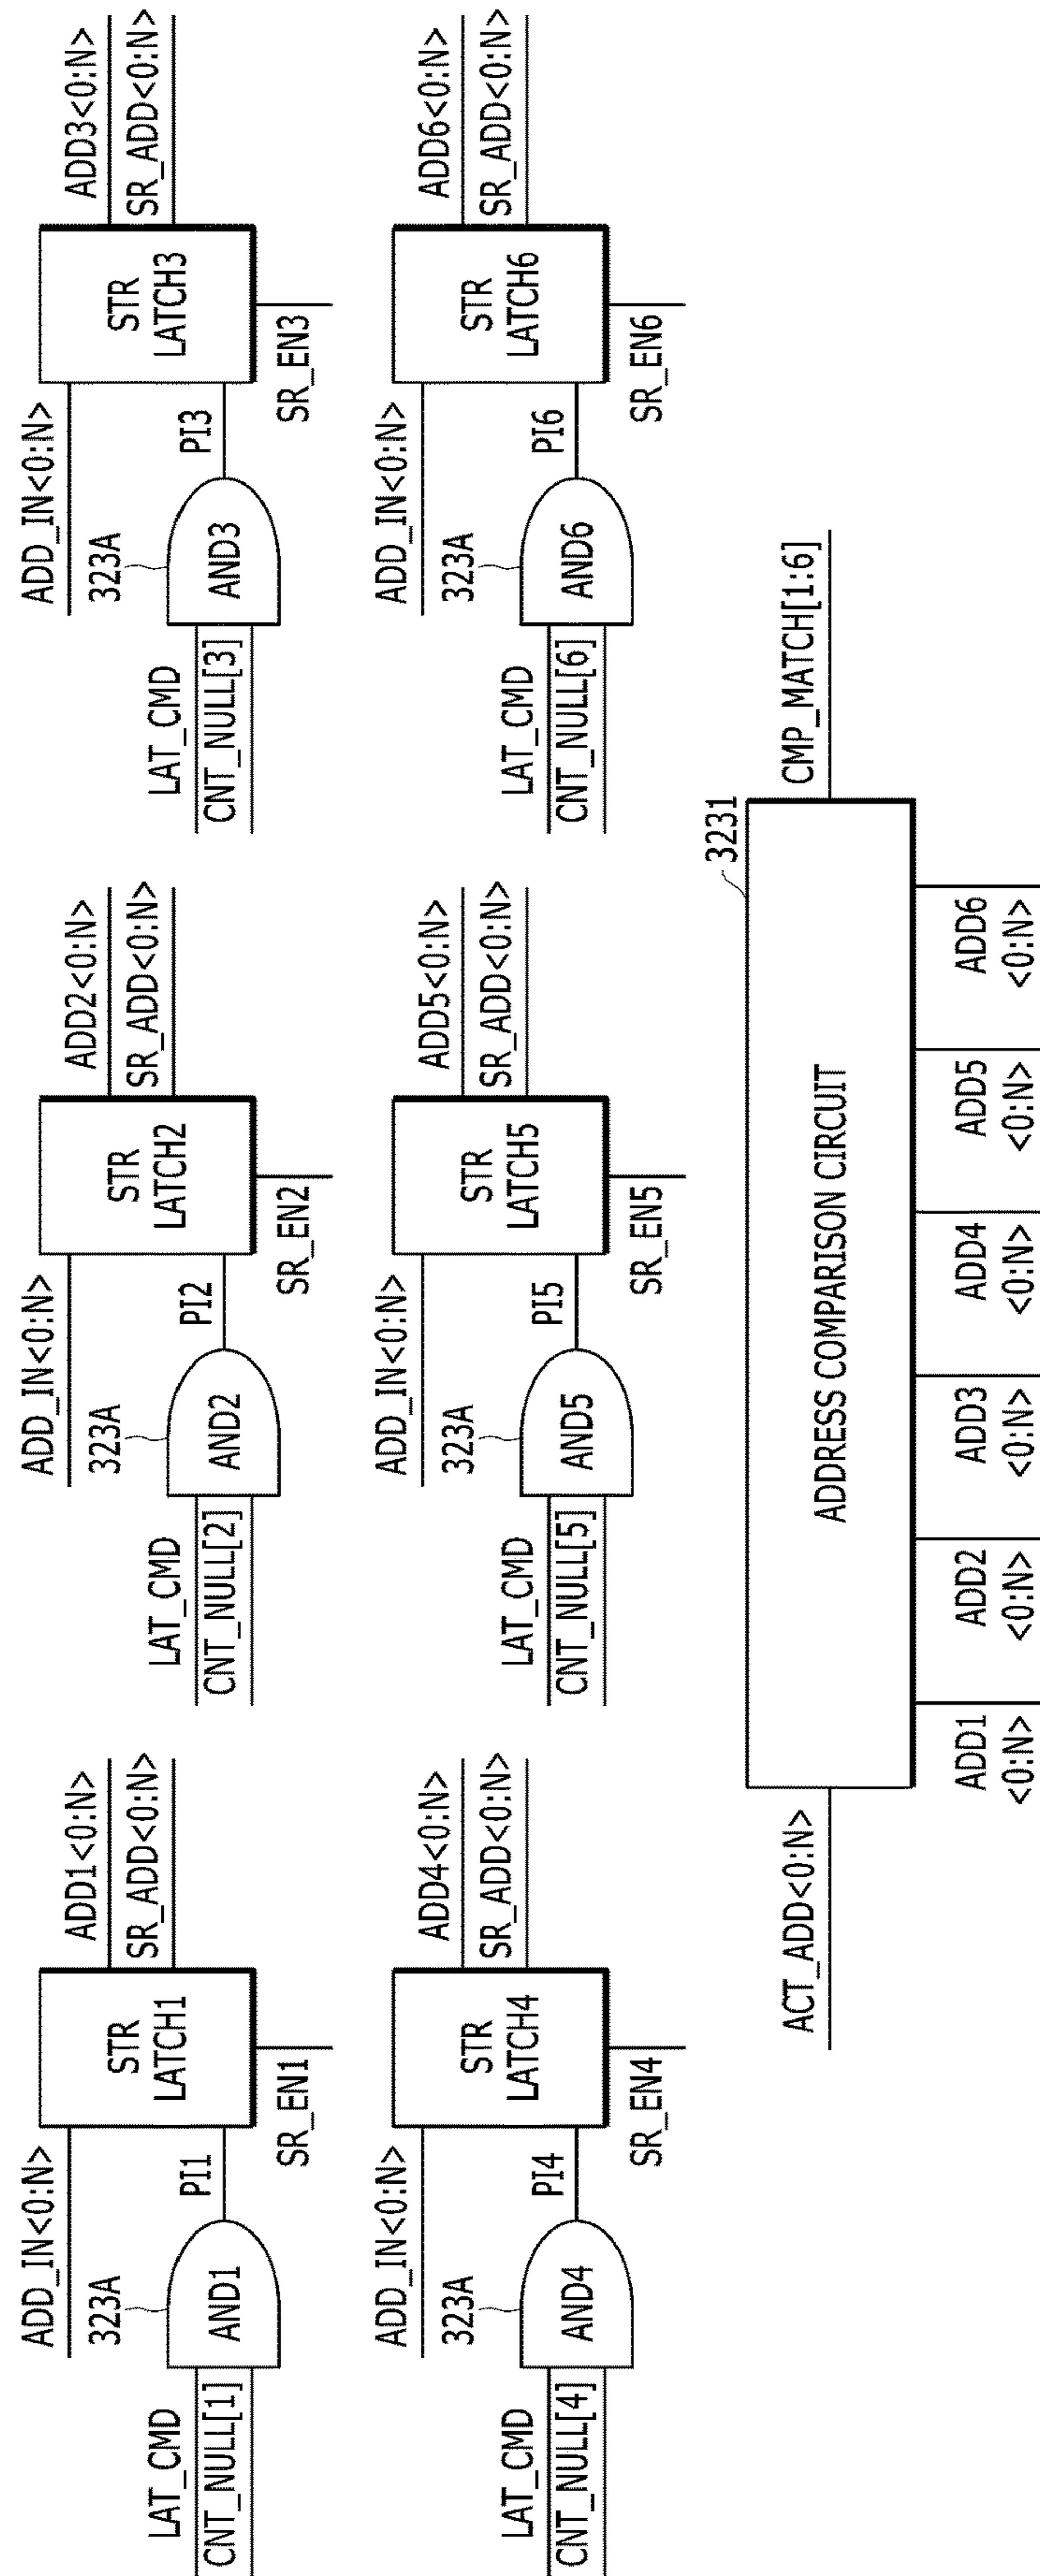 ADD_IN<0:N>
323A
LAT_CMD
CNT_NULL[1]
AND1
PI1
STR
LATCH1
SR_EN1
ADD1<0:N>
SR_ADD<0:N>
ADD_IN<0:N>
323A
LAT_CMD
CNT_NULL[2]
AND2
PI2
STR
LATCH2
SR_EN2
ADD2<0:N>
SR_ADD<0:N>
ADD_IN<0:N>
323A
LAT_CMD
CNT_NULL[3]
AND3
PI3
STR
LATCH3
SR_EN3
ADD3<0:N>
SR_ADD<0:N>
ADD_IN<0:N>
323A
LAT_CMD
CNT_NULL[4]
AND4
PI4
STR
LATCH4
SR_EN4
ADD4<0:N>
SR_ADD<0:N>
ADD_IN<0:N>
323A
LAT_CMD
CNT_NULL[5]
AND5
PI5
STR
LATCH5
SR_EN5
ADD5<0:N>
SR_ADD<0:N>
ADD_IN<0:N>
323A
LAT_CMD
CNT_NULL[6]
AND6
PI6
STR
LATCH6
SR_EN6
ADD6<0:N>
SR_ADD<0:N>
3231
ACT_ADD<0:N>
ADDRESS COMPARISON CIRCUIT
CMP_MATCH[1:6]
ADD1
<0:N>
ADD2
<0:N>
ADD3
<0:N>
ADD4
<0:N>
ADD5
<0:N>
ADD6
<0:N>